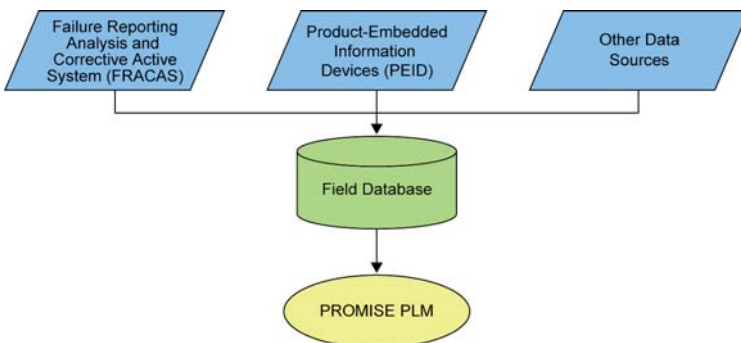 Failure Reporting
Analysis and
Corrective Active
System (FRACAS)
Product-Embedded
Information
Devices (PEID)
Other Data
Sources
Field Database
PROMISE PLM